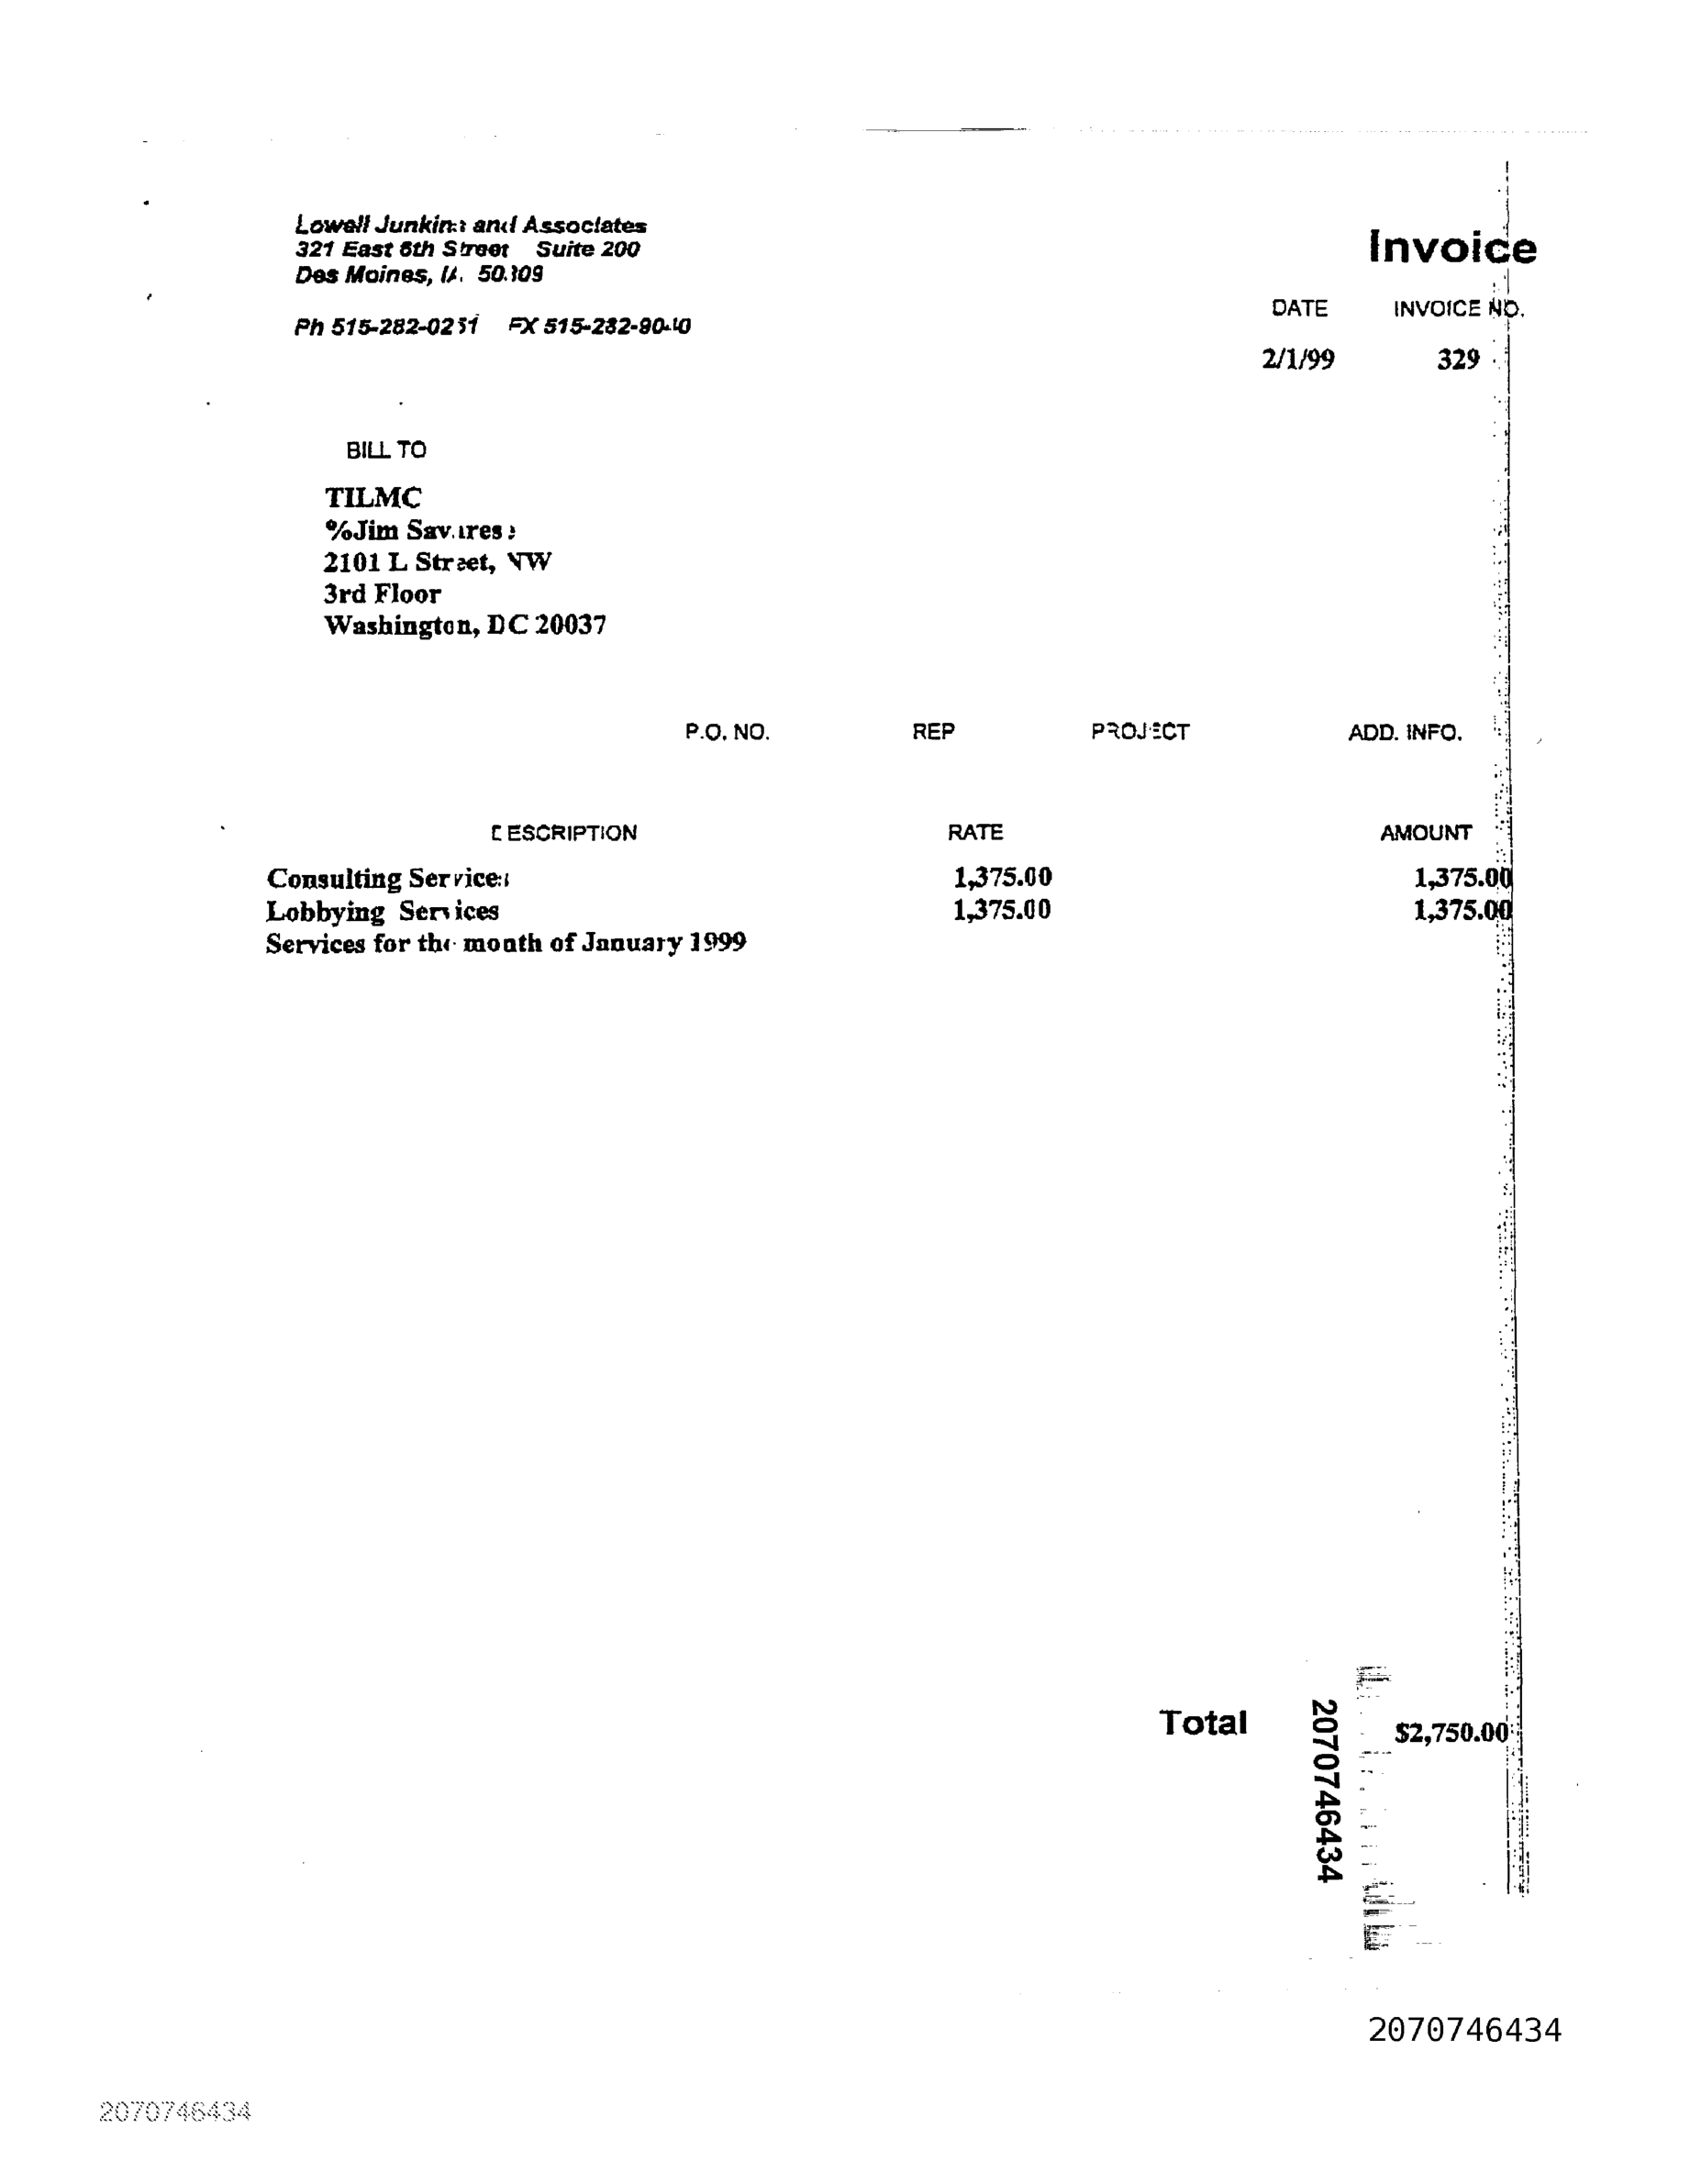 Lowell Junkins and Associates
321 East 6th Street Suite 200
Des Moines, IA. 50309
Ph 515-282-0231 FX 515-282-9040
Invoice
DATE INVOICE NO.
2/1/99 329
BILL TO
TILMC
%Jim Savarese
2101 L Street, NW
3rd Floor
Washington, DC 20037
P.O. NO. REP PROJECT ADD. INFO.
DESCRIPTION RATE AMOUNT
Consulting Services 1,375.00 1,375.00
Lobbying Services 1,375.00 1,375.00
Services for the month of January 1999
Total $2,750.00
2070746434
2070746434
2070746434